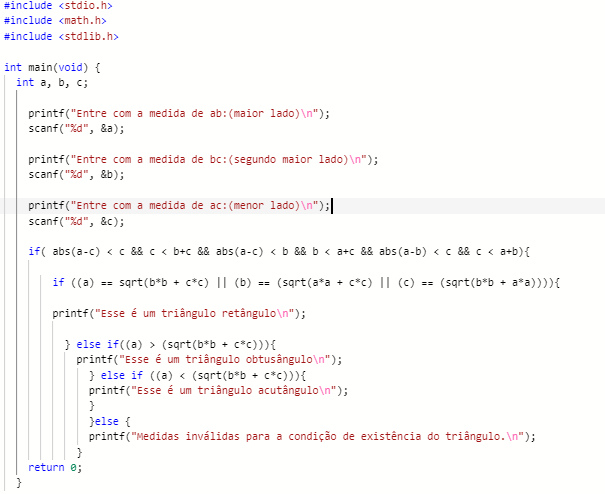 #include <stdio.h>
#include <math.h>
#include <stdlib.h>
int main(void) {
int a, b, c;
printf("Entre com a medida de ab:(maior lado)\n");
scanf("%d", &a);
printf("Entre com a medida de bc:(segundo maior lado)\n");
scanf("%d", &b);
printf("Entre com a medida de ac:(menor lado)\n");
scanf("%d", &c);
if( abs(a-c) < c && c < b+c && abs(a-c) < b && b < a+c && abs(a-b) < c && c < a+b){
if ((a) == sqrt(b*b + c*c) || (b) == (sqrt(a*a + c*c) || (c) == (sqrt(b*b + a*a)))){
printf("Esse é um triângulo retângulo\n");
} else if((a) > (sqrt(b*b + c*c))){
printf("Esse é um triângulo obtusângulo\n");
} else if ((a) < (sqrt(b*b + c*c))){
printf("Esse é um triângulo acutângulo\n");
}
}else {
printf("Medidas inválidas para a condição de existência do triângulo.\n");
}
return 0;
}